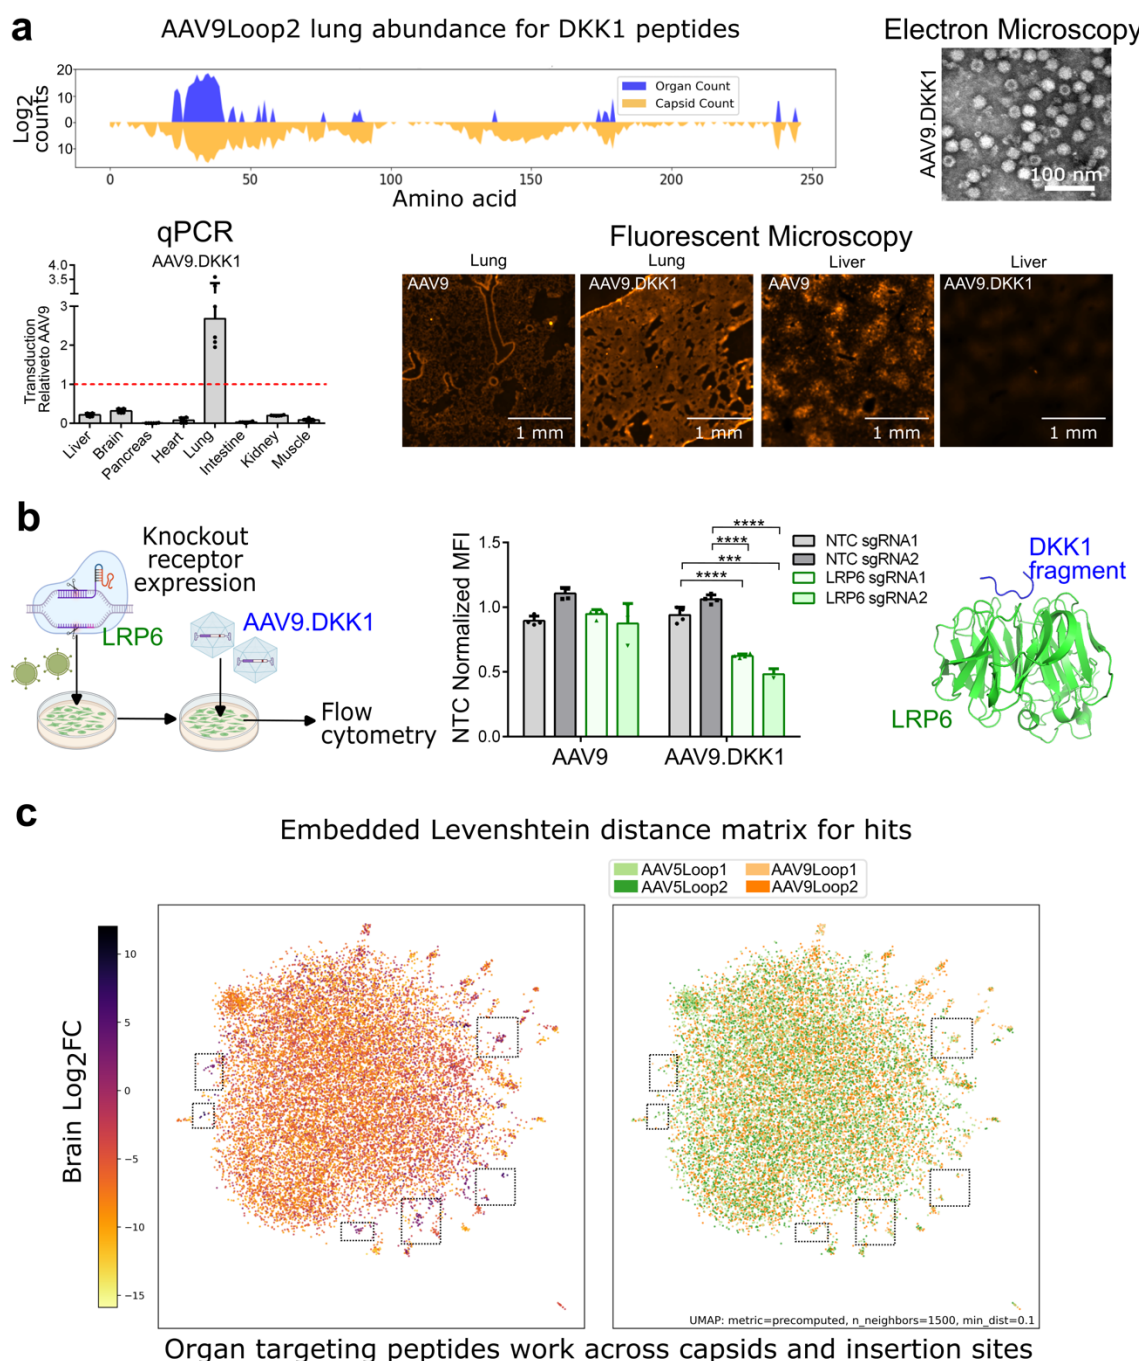 a
AAV9Loop2 lung abundance for DKK1 peptides
Log2 counts
20
10
0
10
Organ Count
Capsid Count
0 50 100 150 200 250
Amino acid
Electron Microscopy
AAV9.DKK1
100 nm
qPCR
AAV9.DKK1
Transduction
Relativeto AAV9
4.0
3.5
3
2
1
0
Liver Brain Pancreas Heart Lung Intestine Kidney Muscle
Fluorescent Microscopy
Lung Lung Liver Liver
AAV9 AAV9.DKK1 AAV9 AAV9.DKK1
1 mm 1 mm 1 mm 1 mm
b
Knockout
receptor
expression
LRP6
AAV9.DKK1
Flow
cytometry
NTC Normalized MFI
1.5
1.0
0.5
0.0
AAV9 AAV9.DKK1
****
****
***
****
NTC sgRNA1
NTC sgRNA2
LRP6 sgRNA1
LRP6 sgRNA2
DKK1
fragment
LRP6
c
Embedded Levenshtein distance matrix for hits
AAV5Loop1 AAV9Loop1
AAV5Loop2 AAV9Loop2
Brain Log2FC
10
5
0
−5
−10
−15
UMAP: metric=precomputed, n_neighbors=1500, min_dist=0.1
Organ targeting peptides work across capsids and insertion sites